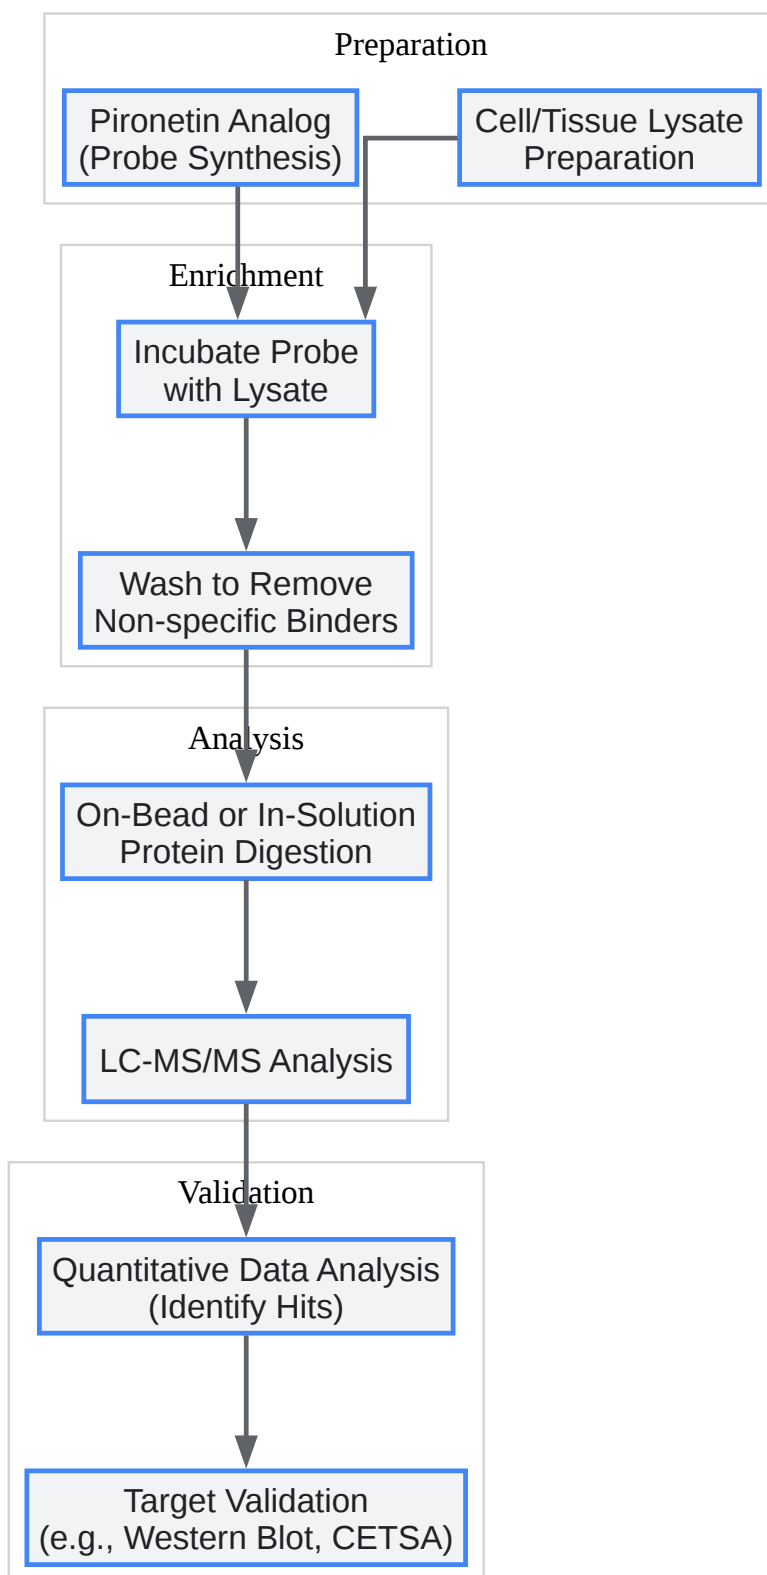 Preparation
Pironetin Analog
(Probe Synthesis)
Cell/Tissue Lysate
Preparation
Enrichment
Incubate Probe
with Lysate
Wash to Remove
Non-specific Binders
Analysis
On-Bead or In-Solution
Protein Digestion
LC-MS/MS Analysis
Validation
Quantitative Data Analysis
(Identify Hits)
Target Validation
(e.g., Western Blot, CETSA)